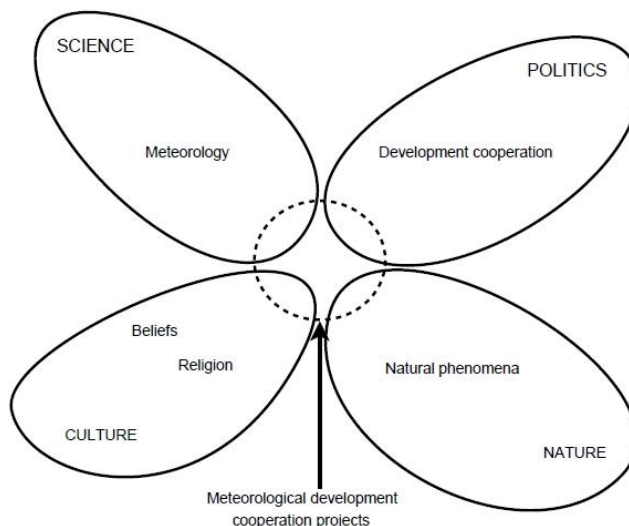 SCIENCE
POLITICS
Meteorology
Development cooperation
Beliefs
Religion
Natural phenomena
CULTURE
NATURE
Meteorological development
cooperation projects